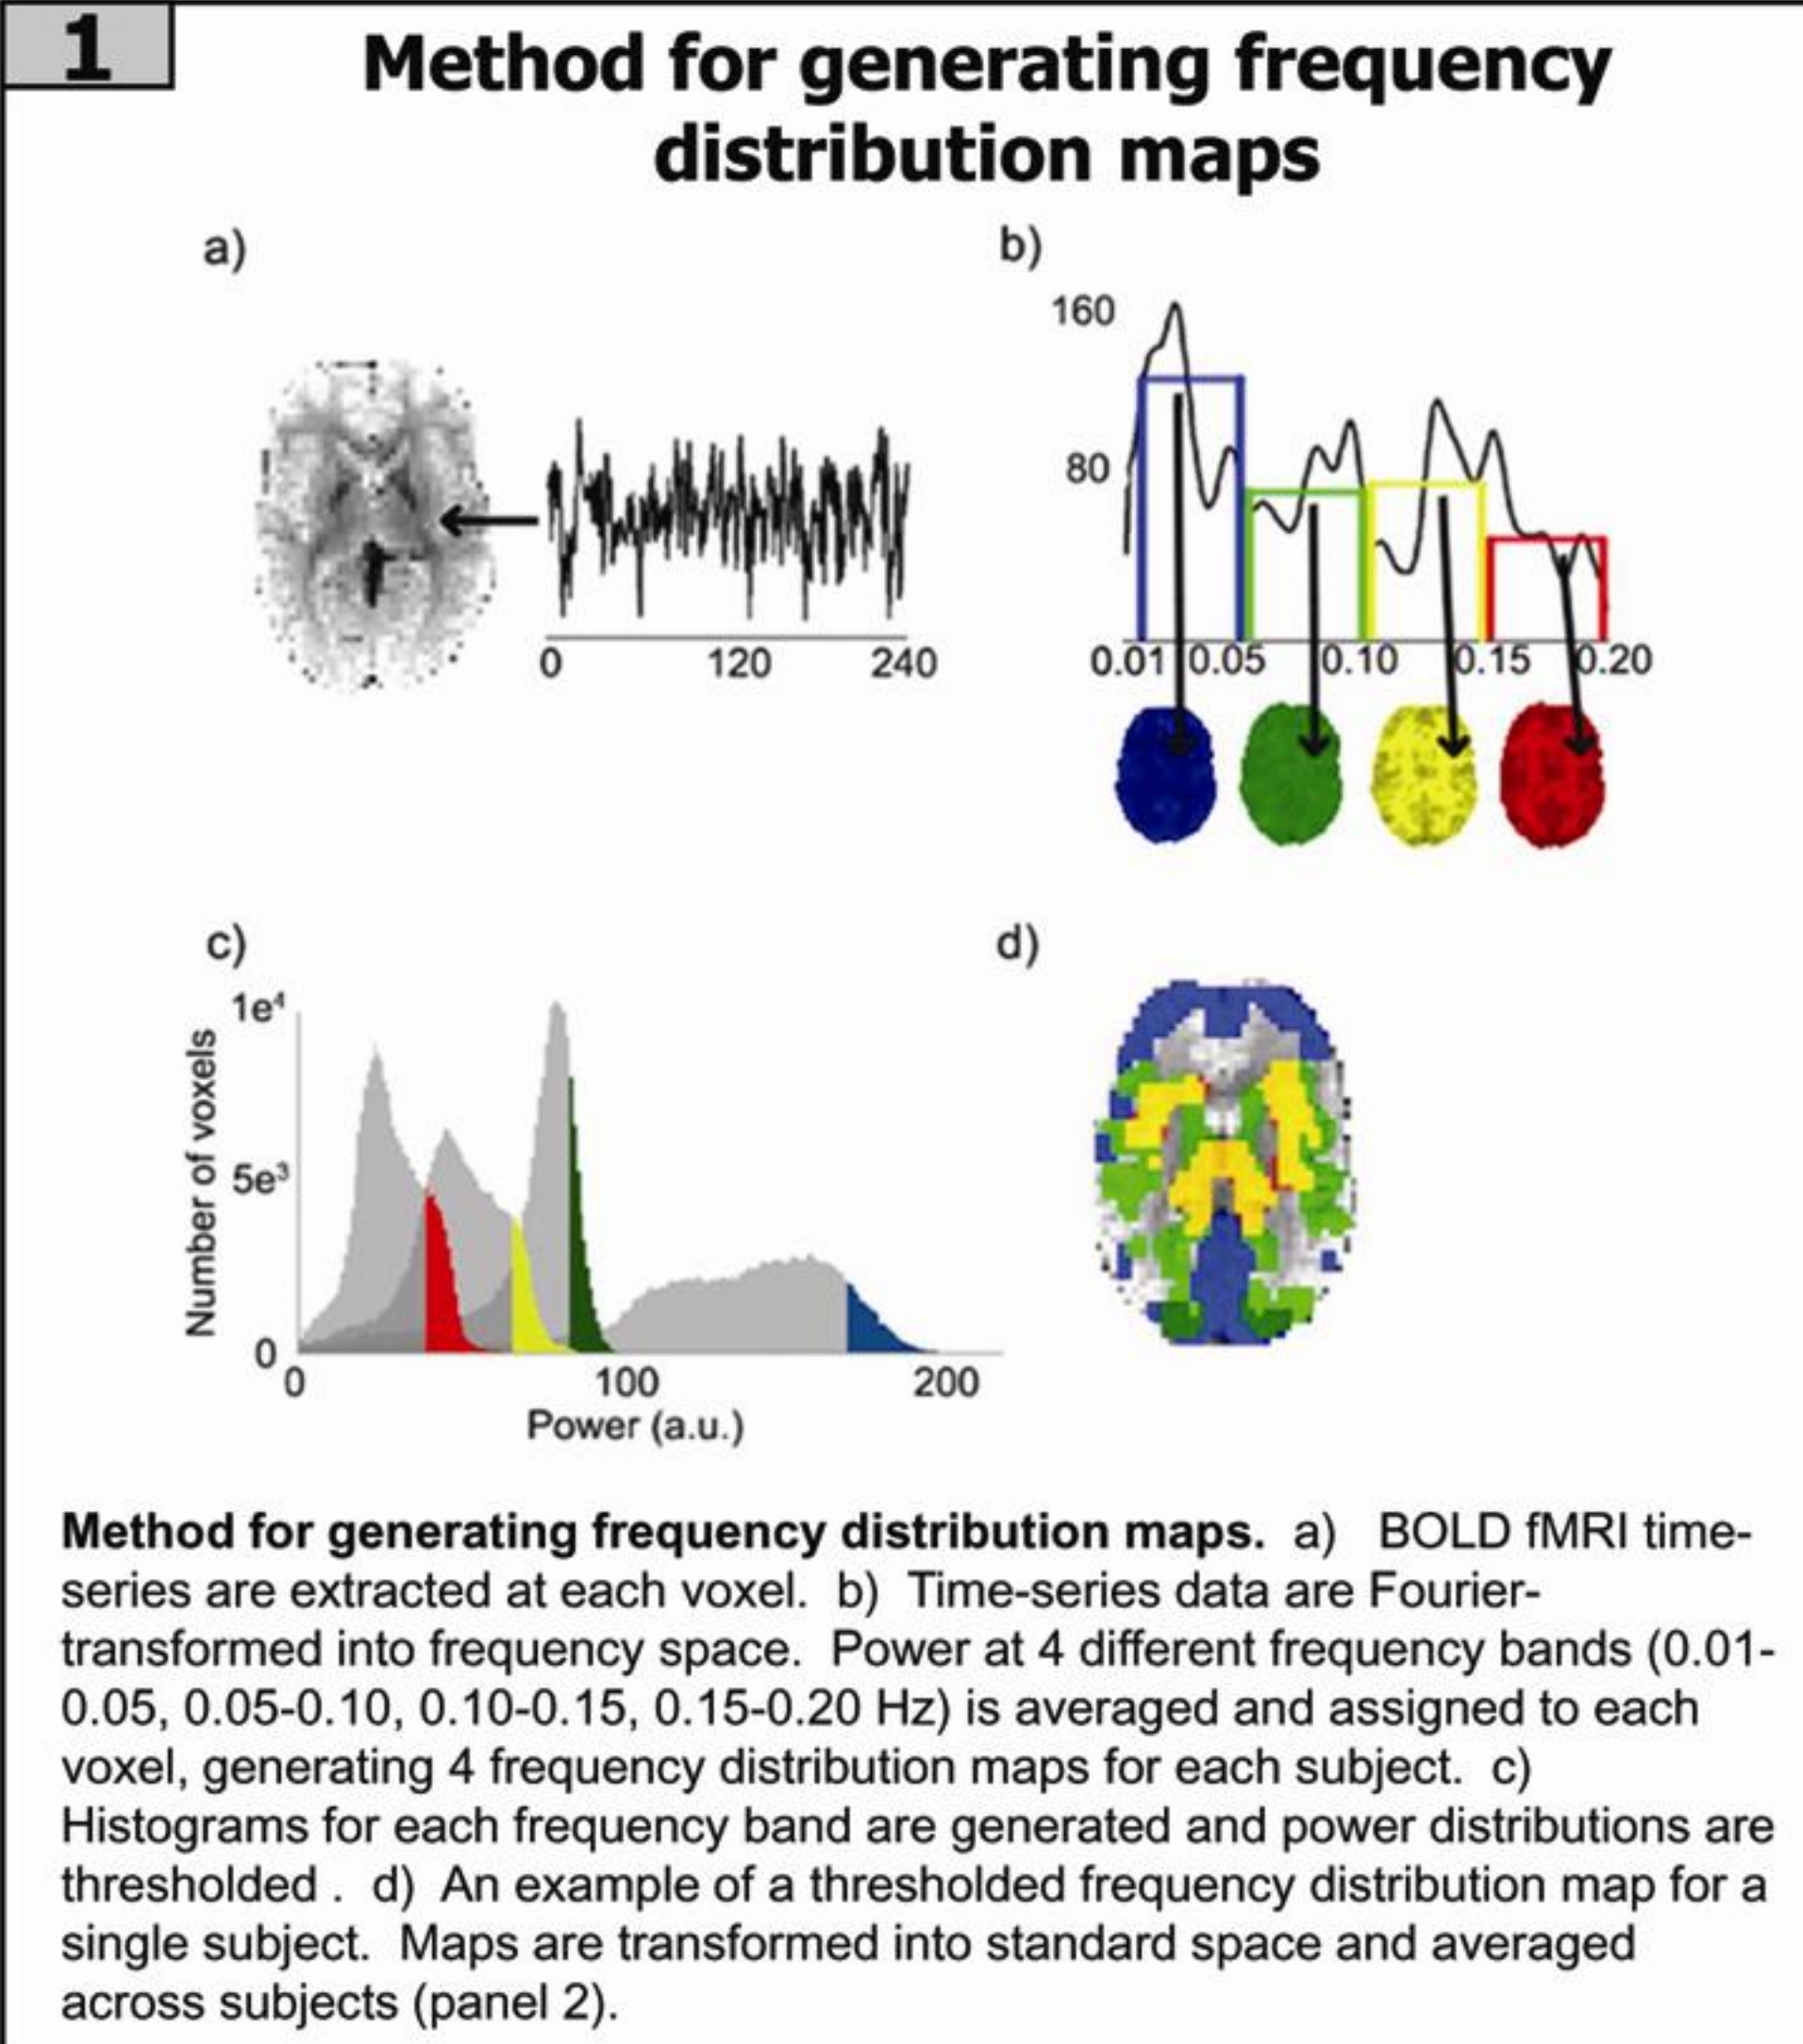 1
Method for generating frequency
distribution maps
a)
b)
160
80
0 120 240
0.01 0.05 0.10 0.15 0.20
c)
d)
1e⁴
5e³
0
Number of voxels
0 100 200
Power (a.u.)
Method for generating frequency distribution maps. a) BOLD fMRI time-
series are extracted at each voxel. b) Time-series data are Fourier-
transformed into frequency space. Power at 4 different frequency bands (0.01-
0.05, 0.05-0.10, 0.10-0.15, 0.15-0.20 Hz) is averaged and assigned to each
voxel, generating 4 frequency distribution maps for each subject. c)
Histograms for each frequency band are generated and power distributions are
thresholded . d) An example of a thresholded frequency distribution map for a
single subject. Maps are transformed into standard space and averaged
across subjects (panel 2).